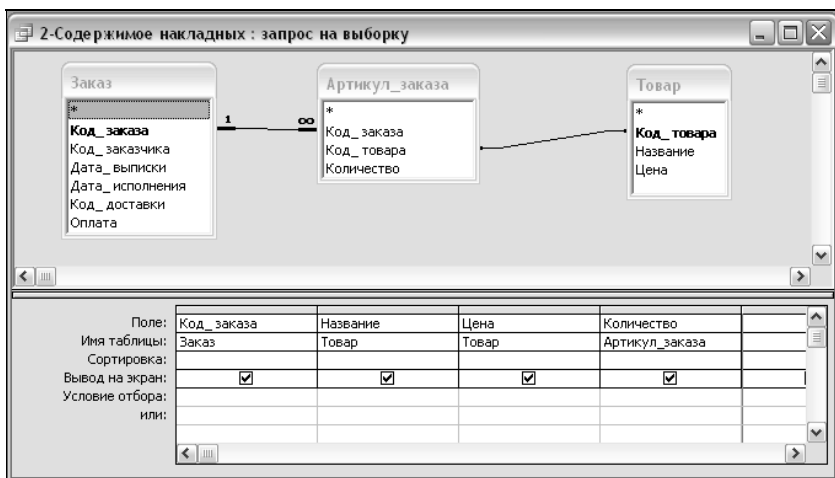 2-Содержимое накладных : запрос на выборку
Заказ
*
Код_заказа
Код_заказчика
Дата_выписки
Дата_исполнения
Код_доставки
Оплата
1 ∞
Артикул_заказа
*
Код_заказа
Код_товара
Количество
Товар
*
Код_товара
Название
Цена
Поле: Код_заказа Название Цена Количество
Имя таблицы: Заказ Товар Товар Артикул_заказа
Сортировка:
Вывод на экран:
Условие отбора:
или: